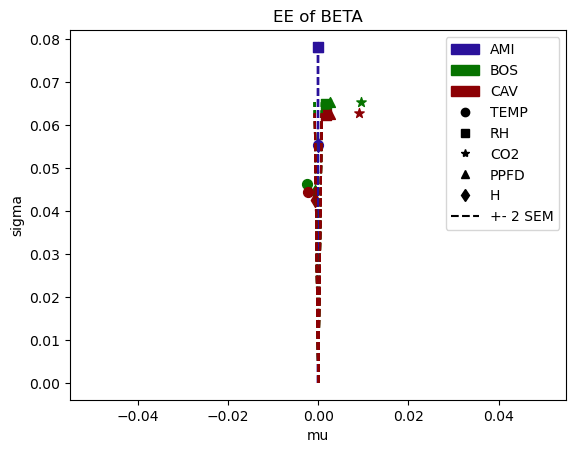 EE of BETA
0.08
0.07
0.06
0.05
0.04
0.03
0.02
0.01
0.00
sigma
AMI
BOS
CAV
TEMP
RH
CO2
PPFD
H
+- 2 SEM
−0.04 −0.02 0.00 0.02 0.04
mu